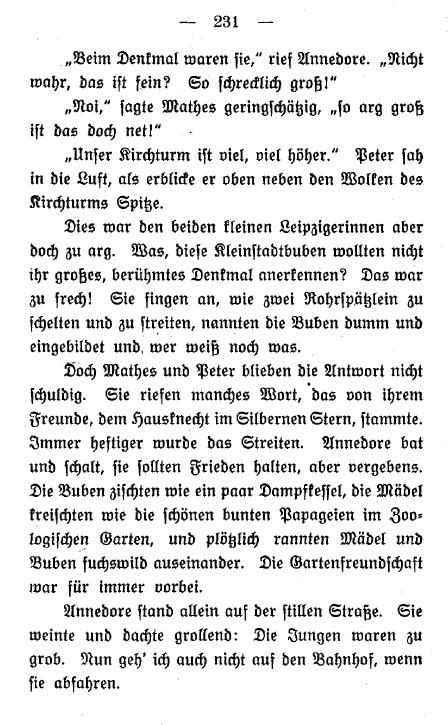 — 231 —
„Beim Denkmal waren sie,“ rief Annedore. „Nicht
wahr, das ist fein? So schrecklich groß!“
„Noi,“ sagte Mathes geringschätzig, „so arg groß
ist das doch net!“
„Unser Kirchturm ist viel, viel höher.“ Peter sah
in die Luft, als erblicke er oben neben den Wolken des
Kirchturms Spitze.
Dies war den beiden kleinen Leipzigerinnen aber
doch zu arg. Was, diese Kleinstadtbuben wollten nicht
ihr großes, berühmtes Denkmal anerkennen? Das war
zu frech! Sie fingen an, wie zwei Rohrspätzlein zu
schelten und zu streiten, nannten die Buben dumm und
eingebildet und wer weiß noch was.
Doch Mathes und Peter blieben die Antwort nicht
schuldig. Sie riefen manches Wort, das von ihrem
Freunde, dem Hausknecht im Silbernen Stern, stammte.
Immer heftiger wurde das Streiten. Annedore bat
und schalt, sie sollten Frieden halten, aber vergebens.
Die Buben zischten wie ein paar Dampfkessel, die Mädel
kreischten wie die schönen bunten Papageien im Zoo-
logischen Garten, und plötzlich rannten Mädel und
Buben fuchswild auseinander. Die Gartenfreundschaft
war für immer vorbei.
Annedore stand allein auf der stillen Straße. Sie
weinte und dachte grollend: Die Jungen waren zu
grob. Nun geh' ich auch nicht auf den Bahnhof, wenn
sie abfahren.